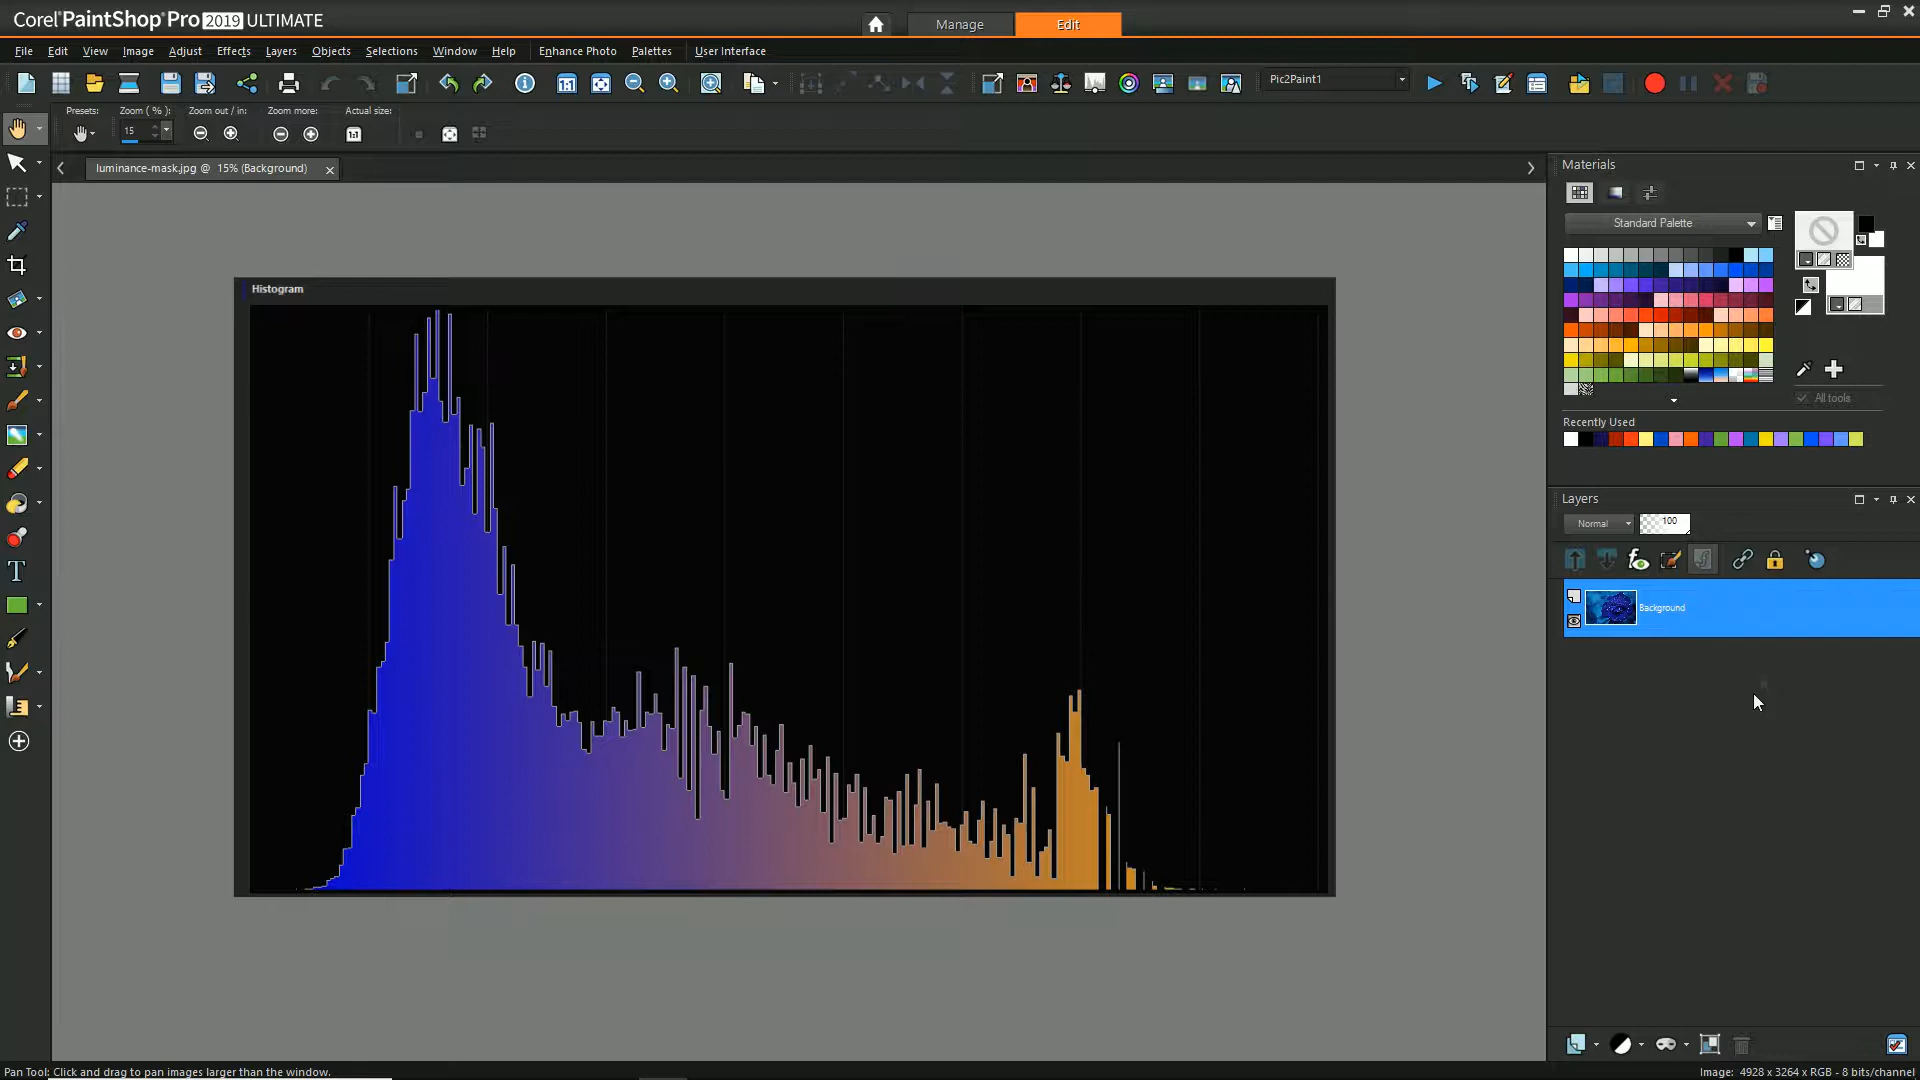 Corel PaintShop Pro 2019 ULTIMATE
Manage
Edit
File Edit View Image Adjust Effects Layers Objects Selections Window Help Enhance Photo Palettes User Interface
Pic2Paint1
Presets: Zoom ( % ): Zoom out / in: Zoom more: Actual size:
15
luminance-mask.jpg @ 15% (Background)
Histogram
Materials
Standard Palette
All tools
Recently Used
Layers
Normal
100
Background
Pan Tool: Click and drag to pan images larger than the window.
Image: 4928 x 3264 x RGB - 8 bits/channel